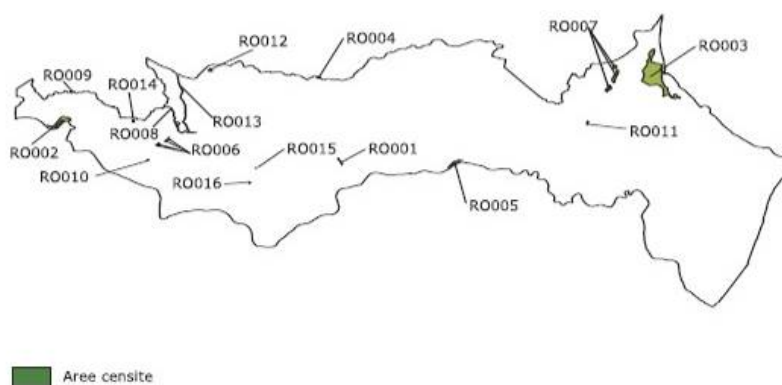 RO007
RO012
RO004
RO003
RO009
RO014
RO008
RO013
RO011
RO002
RO006
RO015
RO001
RO010
RO016
RO005
Aree censite